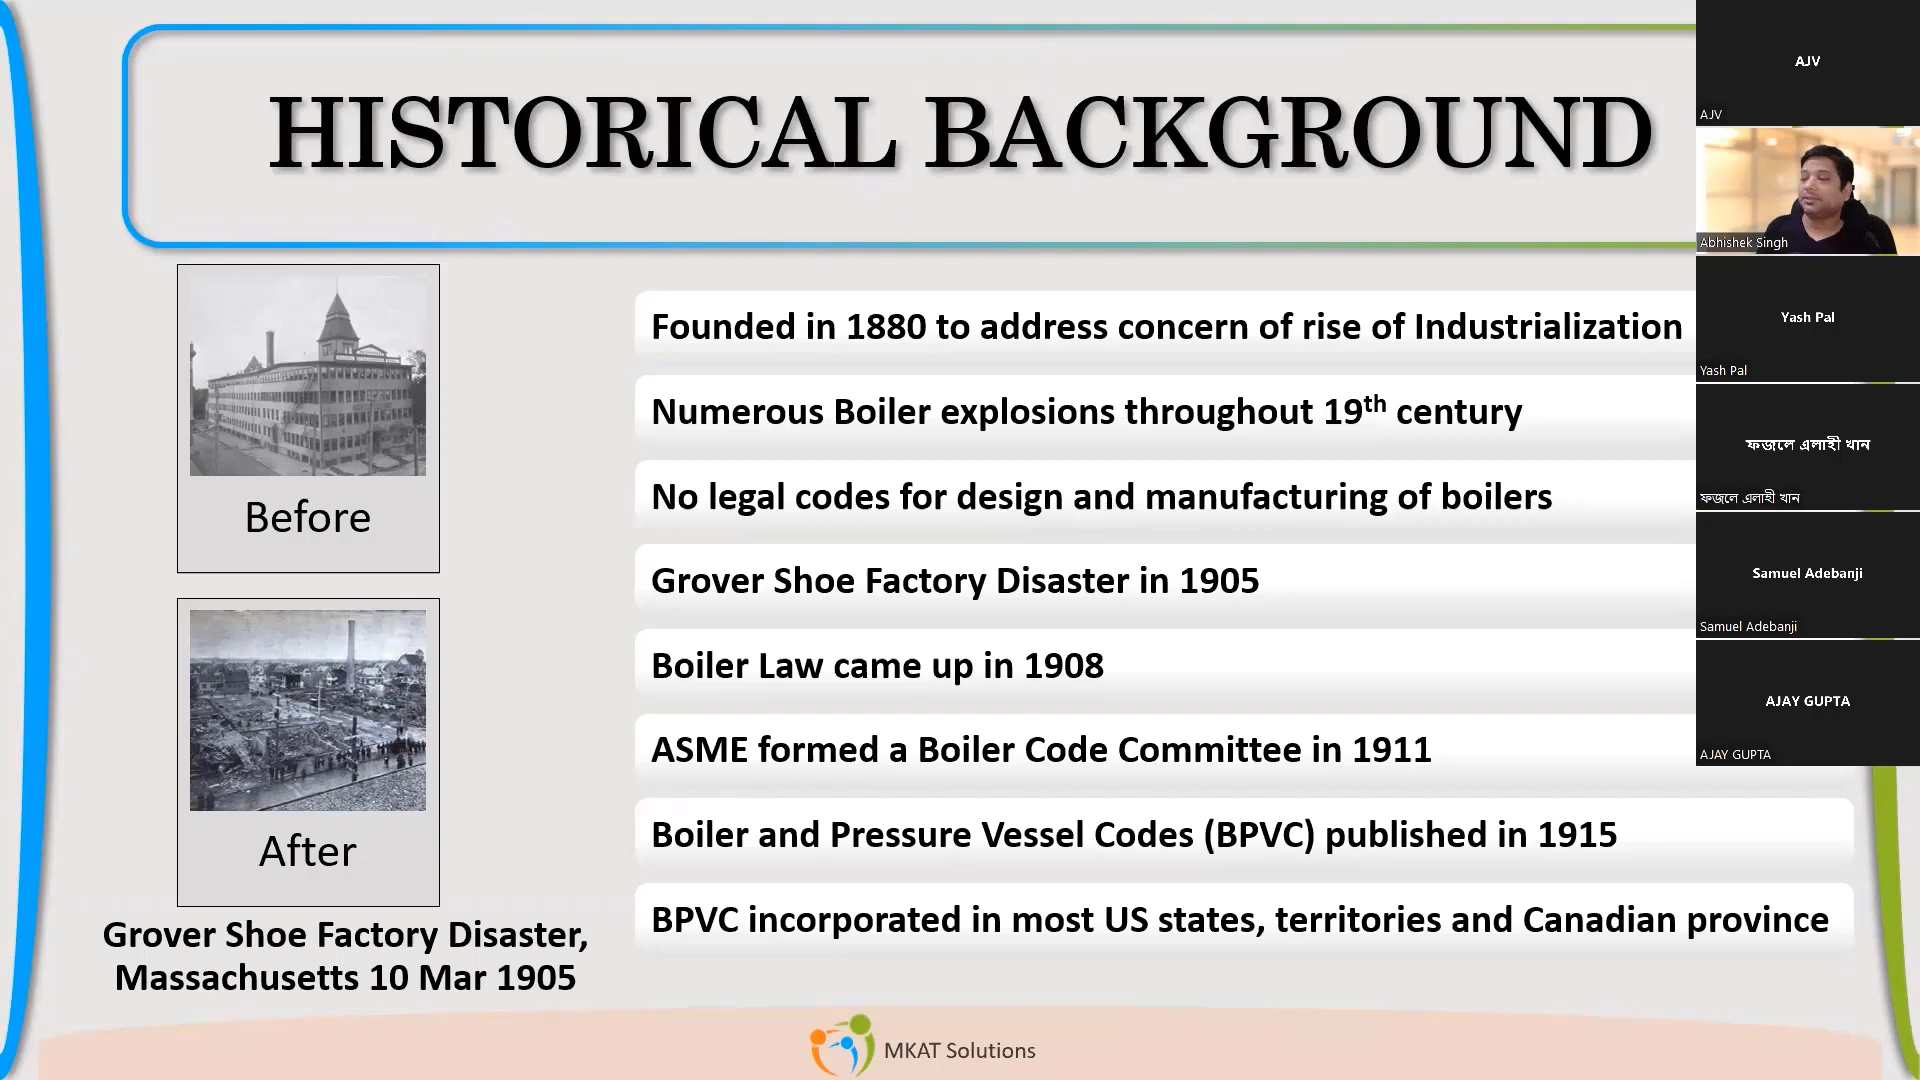 HISTORICAL BACKGROUND
Before
After
Grover Shoe Factory Disaster,
Massachusetts 10 Mar 1905
Founded in 1880 to address concern of rise of Industrialization
Numerous Boiler explosions throughout 19th century
No legal codes for design and manufacturing of boilers
Grover Shoe Factory Disaster in 1905
Boiler Law came up in 1908
ASME formed a Boiler Code Committee in 1911
Boiler and Pressure Vessel Codes (BPVC) published in 1915
BPVC incorporated in most US states, territories and Canadian province
MKAT Solutions
AJV
AJV
Abhishek Singh
Yash Pal
Yash Pal
ফজলে এলাহী খান
ফজলে এলাহী খান
Samuel Adebanji
Samuel Adebanji
AJAY GUPTA
AJAY GUPTA